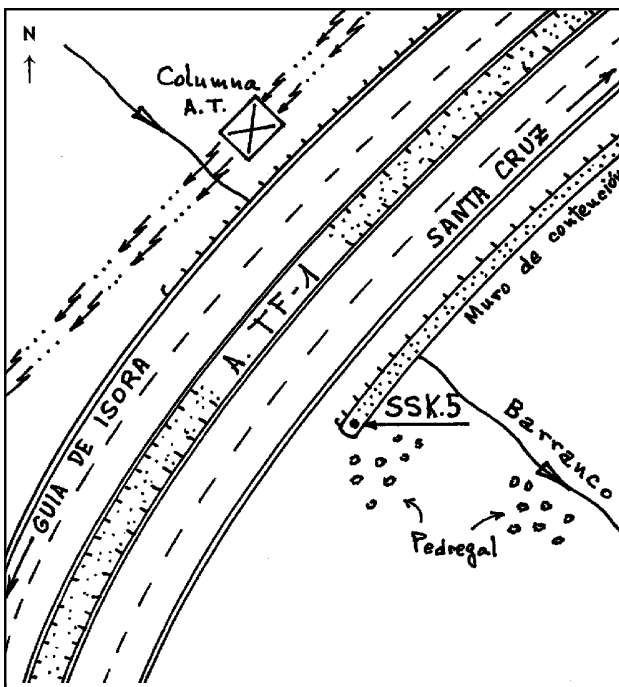 N
Columna
A.T.
SANTA CRUZ
A. TF-1
Muro de contención
GUIA DE ISORA
SSK.5
Barranco
Pedregal